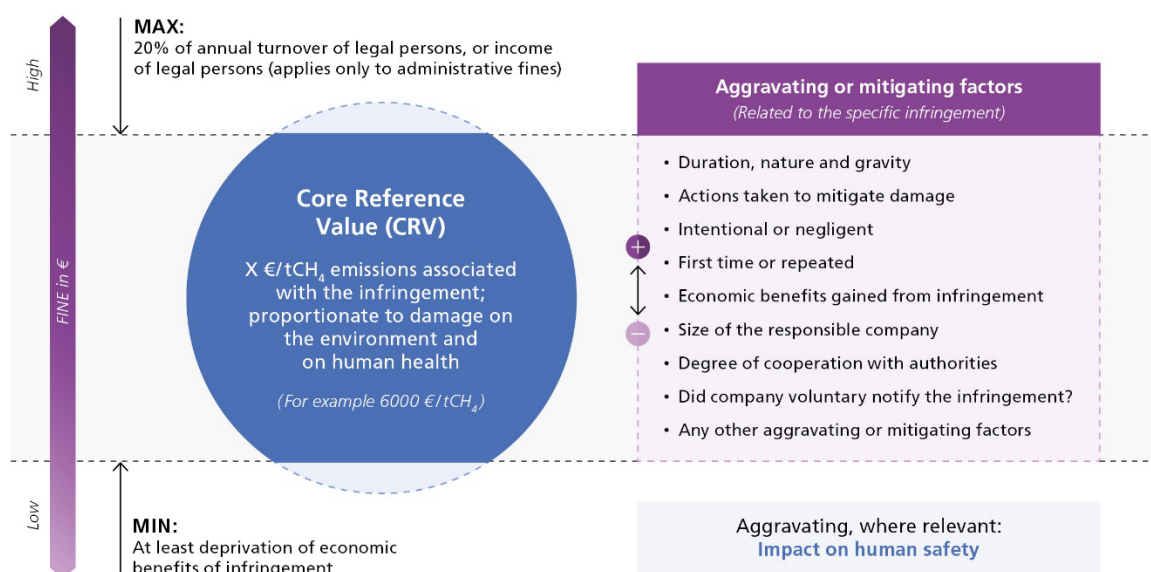 High
FINE in €
Low
MAX:
20% of annual turnover of legal persons, or income
of legal persons (applies only to administrative fines)
Core Reference
Value (CRV)
X €/tCH₄ emissions associated
with the infringement;
proportionate to damage on
the environment and
on human health
(For example 6000 €/tCH₄)
MIN:
At least deprivation of economic
benefits of infringement
Aggravating or mitigating factors
(Related to the specific infringement)
+
−
• Duration, nature and gravity
• Actions taken to mitigate damage
• Intentional or negligent
• First time or repeated
• Economic benefits gained from infringement
• Size of the responsible company
• Degree of cooperation with authorities
• Did company voluntary notify the infringement?
• Any other aggravating or mitigating factors
Aggravating, where relevant:
Impact on human safety